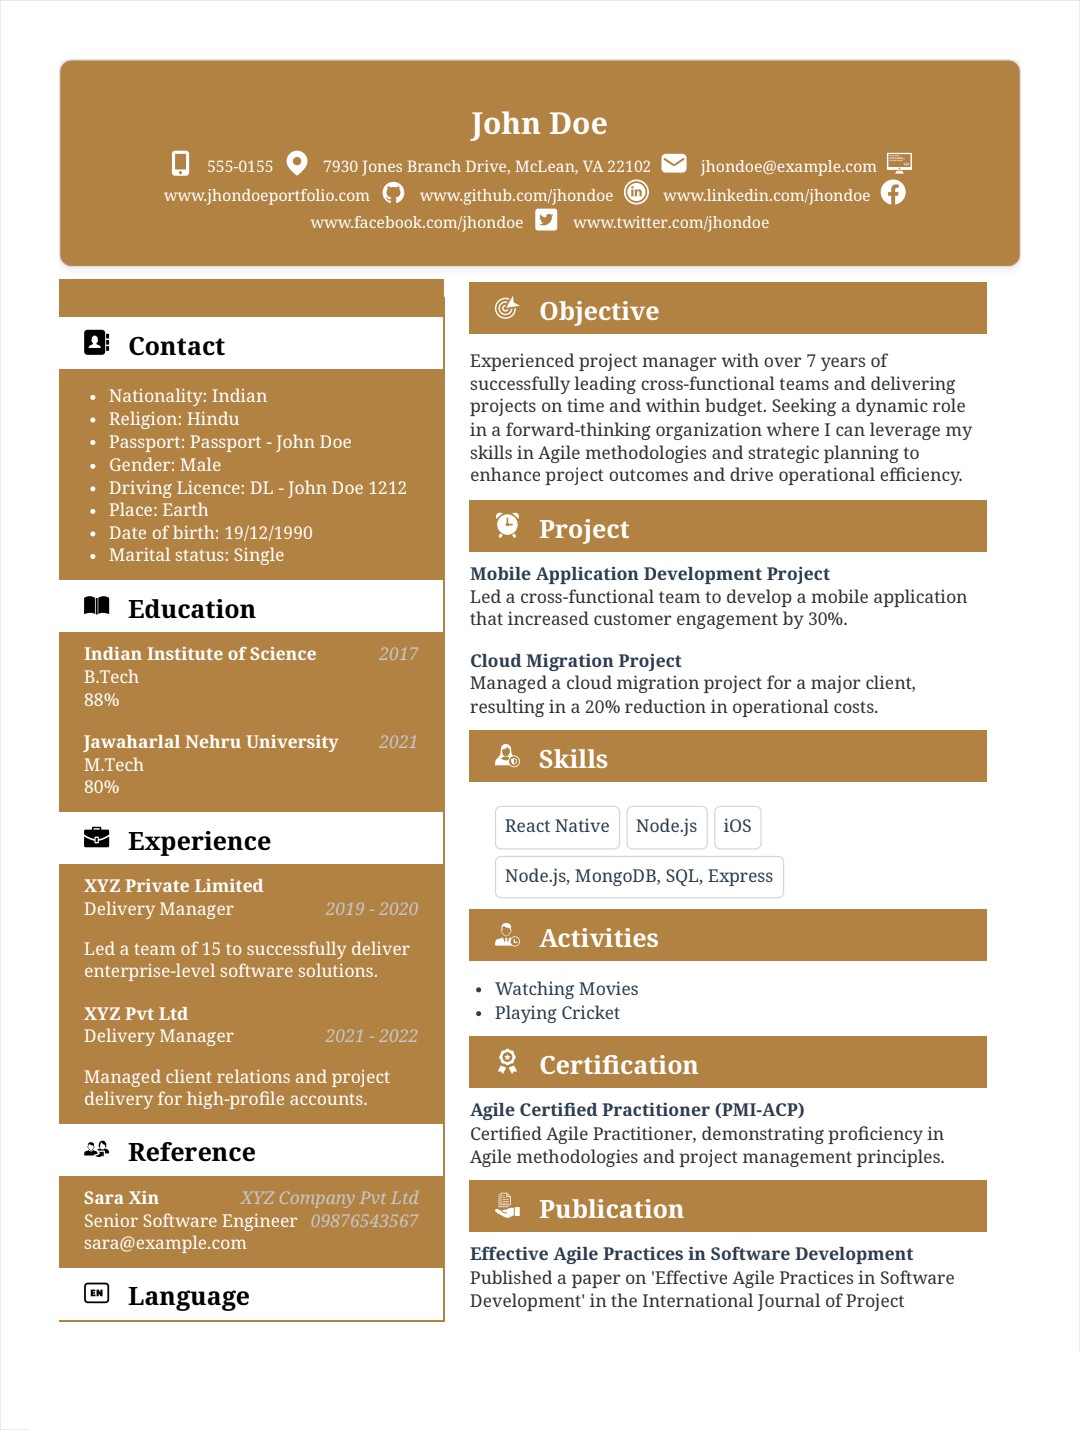 John Doe
555-0155 7930 Jones Branch Drive, McLean, VA 22102 jhondoe@example.com
www.jhondoeportfolio.com www.github.com/jhondoe www.linkedin.com/jhondoe
www.facebook.com/jhondoe www.twitter.com/jhondoe
Contact
• Nationality: Indian
• Religion: Hindu
• Passport: Passport - John Doe
• Gender: Male
• Driving Licence: DL - John Doe 1212
• Place: Earth
• Date of birth: 19/12/1990
• Marital status: Single
Education
Indian Institute of Science 2017
B.Tech
88%
Jawaharlal Nehru University 2021
M.Tech
80%
Experience
XYZ Private Limited
Delivery Manager 2019 - 2020
Led a team of 15 to successfully deliver
enterprise-level software solutions.
XYZ Pvt Ltd
Delivery Manager 2021 - 2022
Managed client relations and project
delivery for high-profile accounts.
Reference
Sara Xin XYZ Company Pvt Ltd
Senior Software Engineer 09876543567
sara@example.com
EN Language
Objective
Experienced project manager with over 7 years of
successfully leading cross-functional teams and delivering
projects on time and within budget. Seeking a dynamic role
in a forward-thinking organization where I can leverage my
skills in Agile methodologies and strategic planning to
enhance project outcomes and drive operational efficiency.
Project
Mobile Application Development Project
Led a cross-functional team to develop a mobile application
that increased customer engagement by 30%.
Cloud Migration Project
Managed a cloud migration project for a major client,
resulting in a 20% reduction in operational costs.
Skills
React Native Node.js iOS
Node.js, MongoDB, SQL, Express
Activities
• Watching Movies
• Playing Cricket
Certification
Agile Certified Practitioner (PMI-ACP)
Certified Agile Practitioner, demonstrating proficiency in
Agile methodologies and project management principles.
Publication
Effective Agile Practices in Software Development
Published a paper on 'Effective Agile Practices in Software
Development' in the International Journal of Project